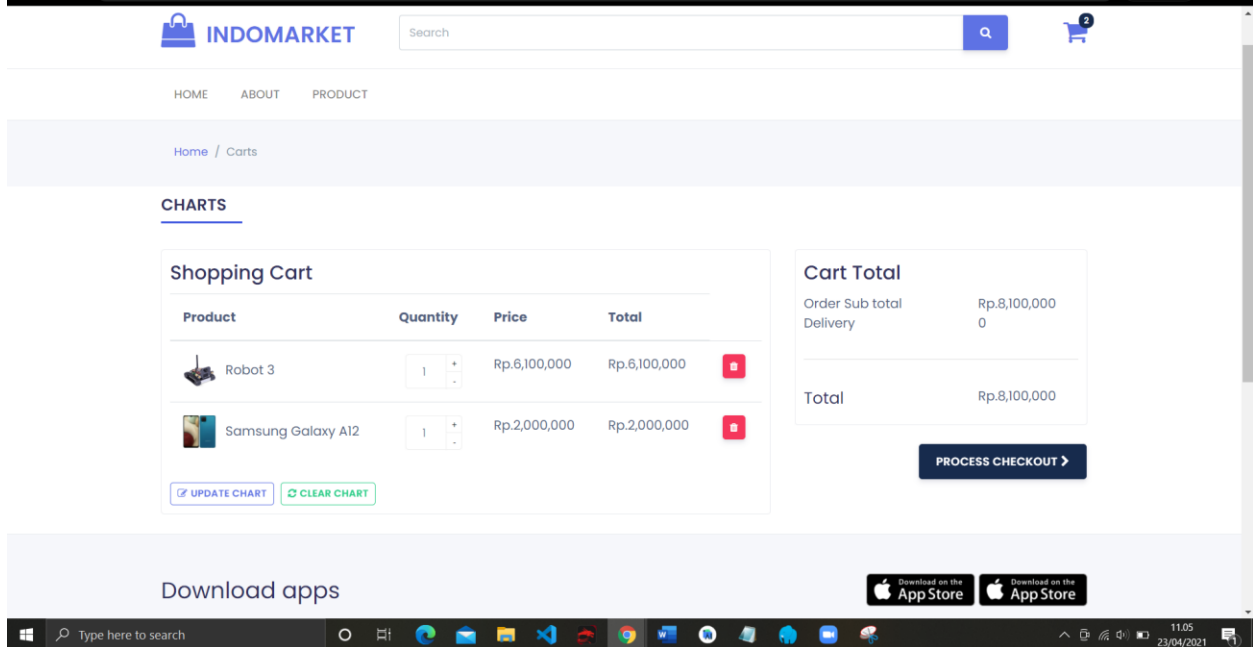 INDOMARKET
Search
2
HOME ABOUT PRODUCT
Home / Carts
CHARTS
Shopping Cart
Product Quantity Price Total
Robot 3 1 + - Rp.6,100,000 Rp.6,100,000
Samsung Galaxy A12 1 + - Rp.2,000,000 Rp.2,000,000
UPDATE CHART CLEAR CHART
Cart Total
Order Sub total Rp.8,100,000
Delivery 0
Total Rp.8,100,000
PROCESS CHECKOUT
Download apps
Download on the App Store
Download on the App Store
Type here to search
11.05
23/04/2021
1